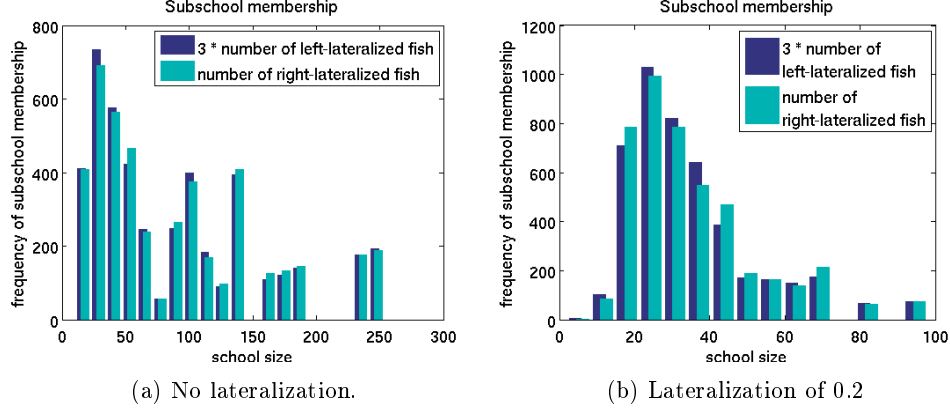 Subschool membership
800
600
400
200
0
frequency of subschool membership
3 * number of left-lateralized fish
number of right-lateralized fish
0 50 100 150 200 250 300
school size
(a) No lateralization.
Subschool membership
1200
1000
800
600
400
200
0
frequency of subschool membership
3 * number of
left-lateralized fish
number of
right-lateralized fish
0 20 40 60 80 100
school size
(b) Lateralization of 0.2